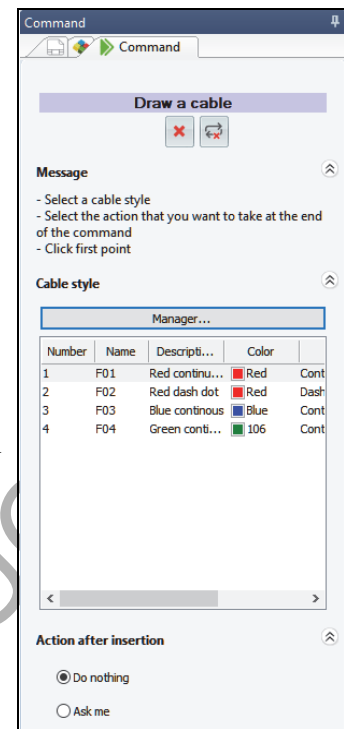 Command
Command
Draw a cable
Message
- Select a cable style
- Select the action that you want to take at the end
of the command
- Click first point
Cable style
Manager...
Number Name Descripti... Color
1 F01 Red continu... Red Cont
2 F02 Red dash dot Red Dash
3 F03 Blue continous Blue Cont
4 F04 Green conti... 106 Cont
Action after insertion
Do nothing
Ask me